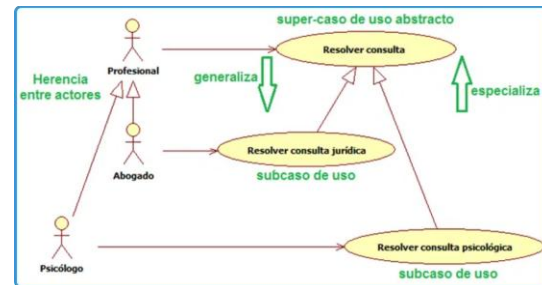 super-caso de uso abstracto
Resolver consulta
Profesional
Herencia
entre actores
generaliza
especializa
Resolver consulta jurídica
subcaso de uso
Abogado
Resolver consulta psicológica
subcaso de uso
Psicólogo